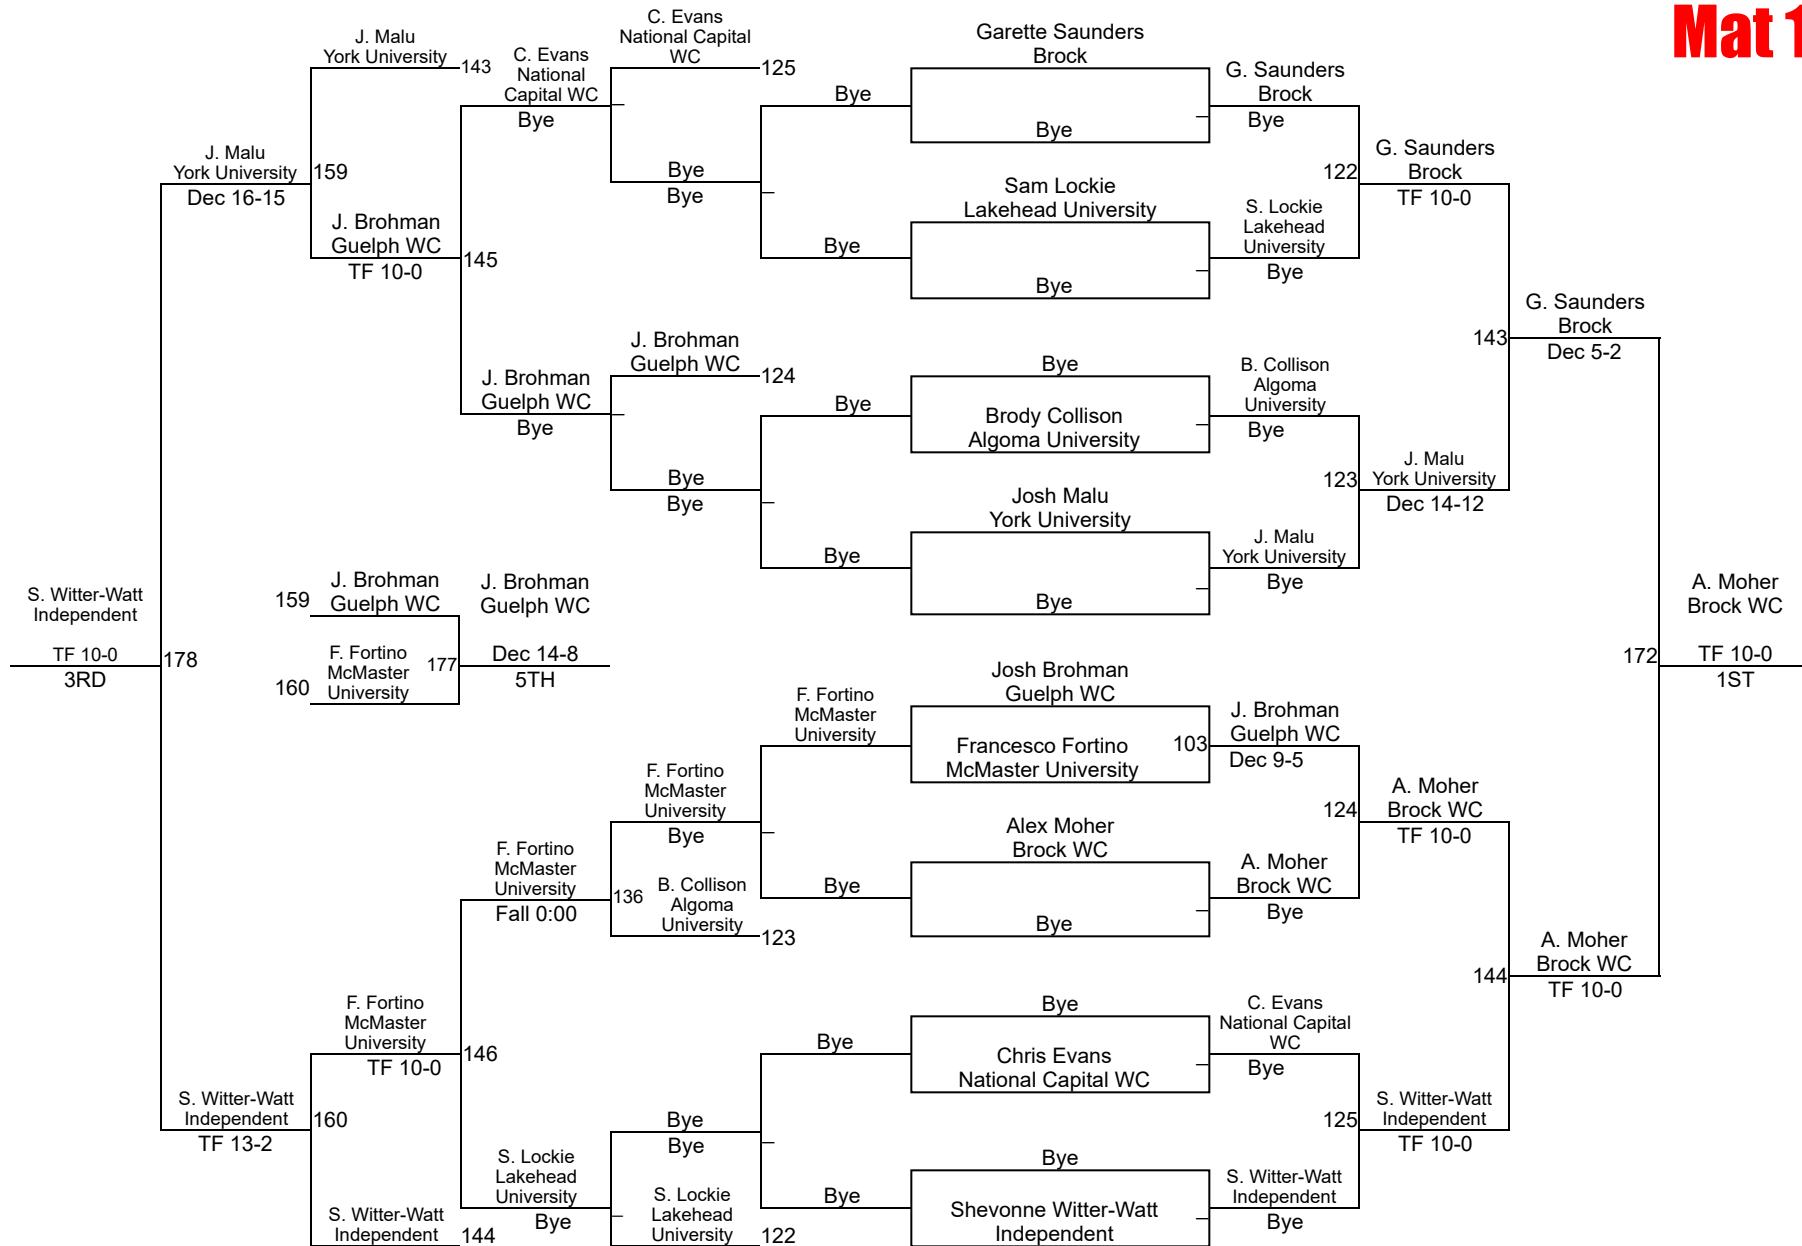 Mat 1
C. Evans
National Capital
WC
125
J. Malu
York University
143
C. Evans
National
Capital WC
Bye
Garette Saunders
Brock
Bye
Bye
G. Saunders
Brock
Bye
J. Malu
York University
159
Dec 16-15
Bye
Bye
Sam Lockie
Lakehead University
122
G. Saunders
Brock
TF 10-0
J. Brohman
Guelph WC
TF 10-0
145
Bye
Bye
S. Lockie
Lakehead
University
Bye
G. Saunders
Brock
143
Dec 5-2
J. Brohman
Guelph WC
124
J. Brohman
Guelph WC
Bye
Bye
Bye
Brody Collison
Algoma University
B. Collison
Algoma
University
Bye
Bye
Bye
Josh Malu
York University
123
J. Malu
York University
Dec 14-12
Bye
Bye
J. Malu
York University
Bye
S. Witter-Watt
Independent
TF 10-0
3RD
178
159
J. Brohman
Guelph WC
160
F. Fortino
McMaster
University
177
J. Brohman
Guelph WC
Dec 14-8
5TH
A. Moher
Brock WC
172
TF 10-0
1ST
F. Fortino
McMaster
University
Josh Brohman
Guelph WC
Francesco Fortino
McMaster University
103
J. Brohman
Guelph WC
Dec 9-5
F. Fortino
McMaster
University
Bye
Alex Moher
Brock WC
124
A. Moher
Brock WC
TF 10-0
F. Fortino
McMaster
University
Fall 0:00
136
B. Collison
Algoma
University
123
Bye
Bye
A. Moher
Brock WC
Bye
A. Moher
Brock WC
144
TF 10-0
F. Fortino
McMaster
University
TF 10-0
146
Bye
Bye
Chris Evans
National Capital WC
C. Evans
National Capital
WC
Bye
S. Witter-Watt
Independent
TF 13-2
160
Bye
Bye
Bye
125
S. Witter-Watt
Independent
TF 10-0
S. Lockie
Lakehead
University
Bye
S. Lockie
Lakehead
University
122
Bye
Shevonne Witter-Watt
Independent
S. Witter-Watt
Independent
Bye
S. Witter-Watt
Independent
144